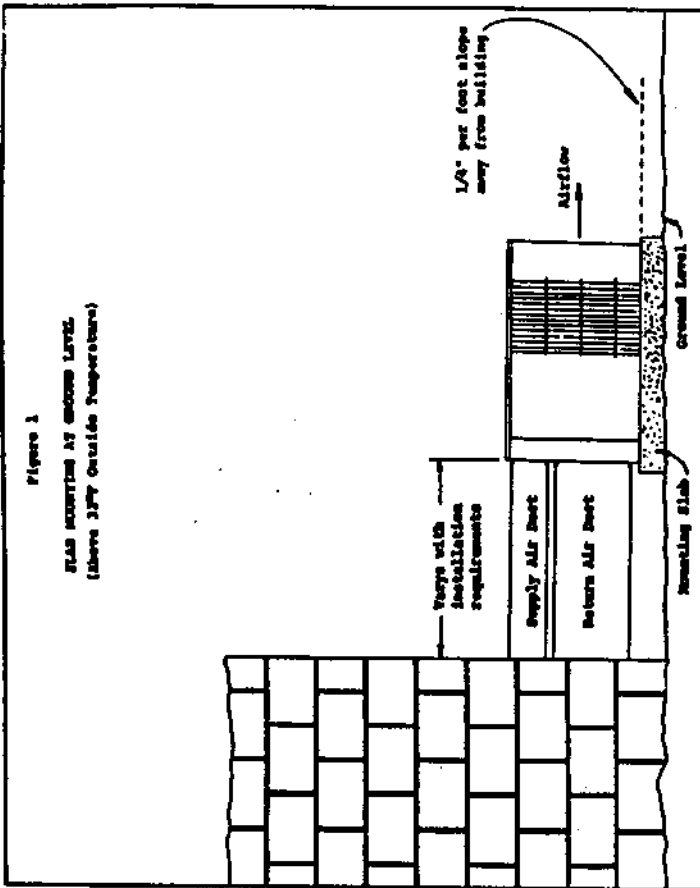 Figure 1
SLAB MOUNTING AT GROUND LEVEL
(Above 32°F Outside Temperature)
1/4" per foot slope
away from building
Airflow
Varys with
installation
requirements
Supply Air Duct
Return Air Duct
Mounting Slab
Ground Level